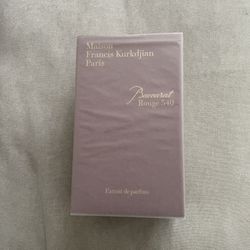 Maison
Francis Kurkdjian
Paris
Baccarat
Rouge 540
Extrait de parfum